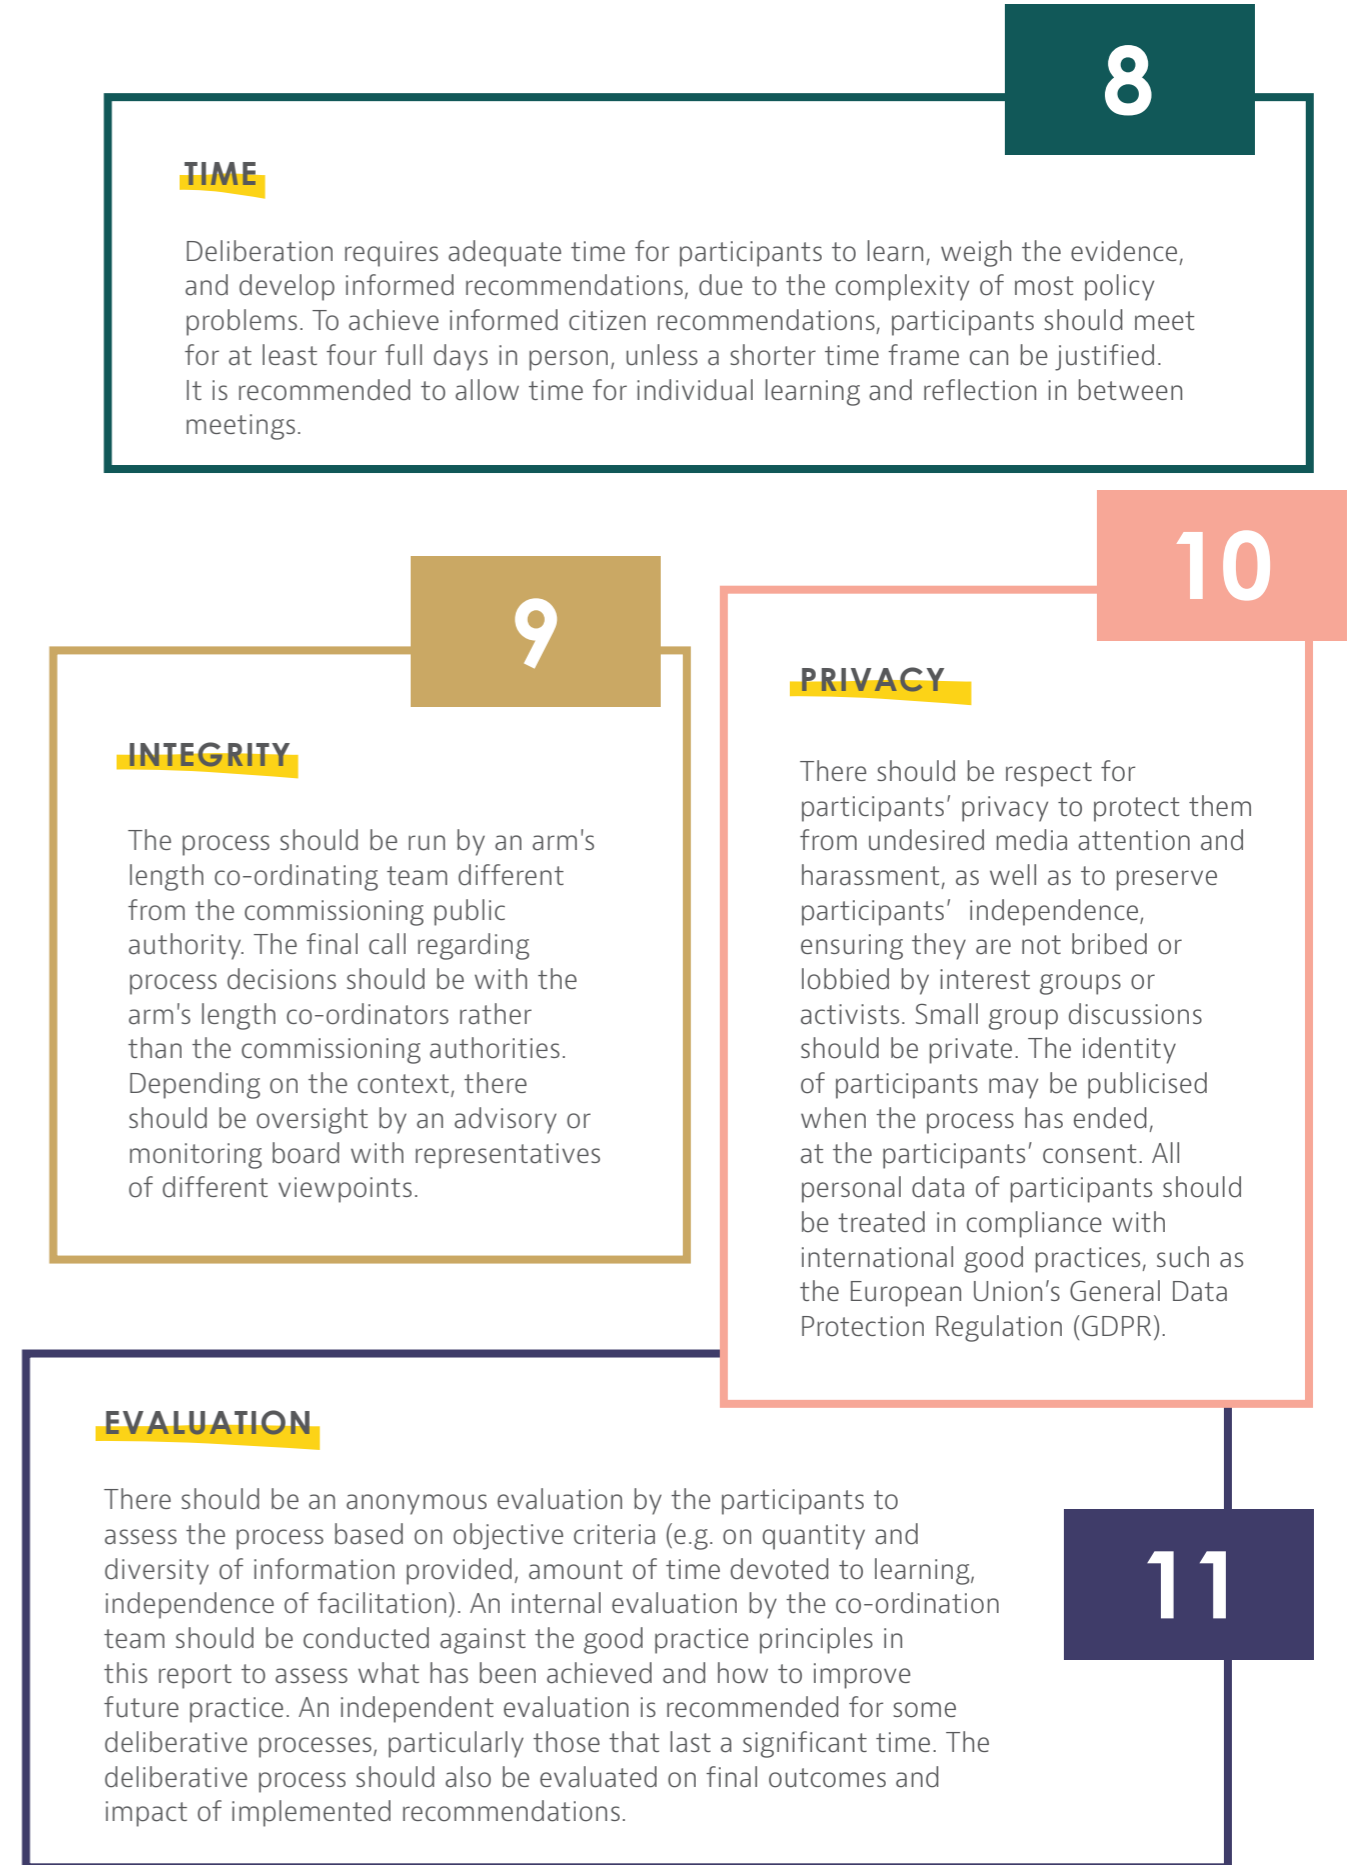 8
TIME
Deliberation requires adequate time for participants to learn, weigh the evidence,
and develop informed recommendations, due to the complexity of most policy
problems. To achieve informed citizen recommendations, participants should meet
for at least four full days in person, unless a shorter time frame can be justified.
It is recommended to allow time for individual learning and reflection in between
meetings.
9
INTEGRITY
The process should be run by an arm's
length co-ordinating team different
from the commissioning public
authority. The final call regarding
process decisions should be with the
arm's length co-ordinators rather
than the commissioning authorities.
Depending on the context, there
should be oversight by an advisory or
monitoring board with representatives
of different viewpoints.
10
PRIVACY
There should be respect for
participants’ privacy to protect them
from undesired media attention and
harassment, as well as to preserve
participants’  independence,
ensuring they are not bribed or
lobbied by interest groups or
activists. Small group discussions
should be private. The identity
of participants may be publicised
when the process has ended,
at the participants’ consent. All
personal data of participants should
be treated in compliance with
international good practices, such as
the European Union’s General Data
Protection Regulation (GDPR).
11
EVALUATION
There should be an anonymous evaluation by the participants to
assess the process based on objective criteria (e.g. on quantity and
diversity of information provided, amount of time devoted to learning,
independence of facilitation). An internal evaluation by the co-ordination
team should be conducted against the good practice principles in
this report to assess what has been achieved and how to improve
future practice. An independent evaluation is recommended for some
deliberative processes, particularly those that last a significant time. The
deliberative process should also be evaluated on final outcomes and
impact of implemented recommendations.